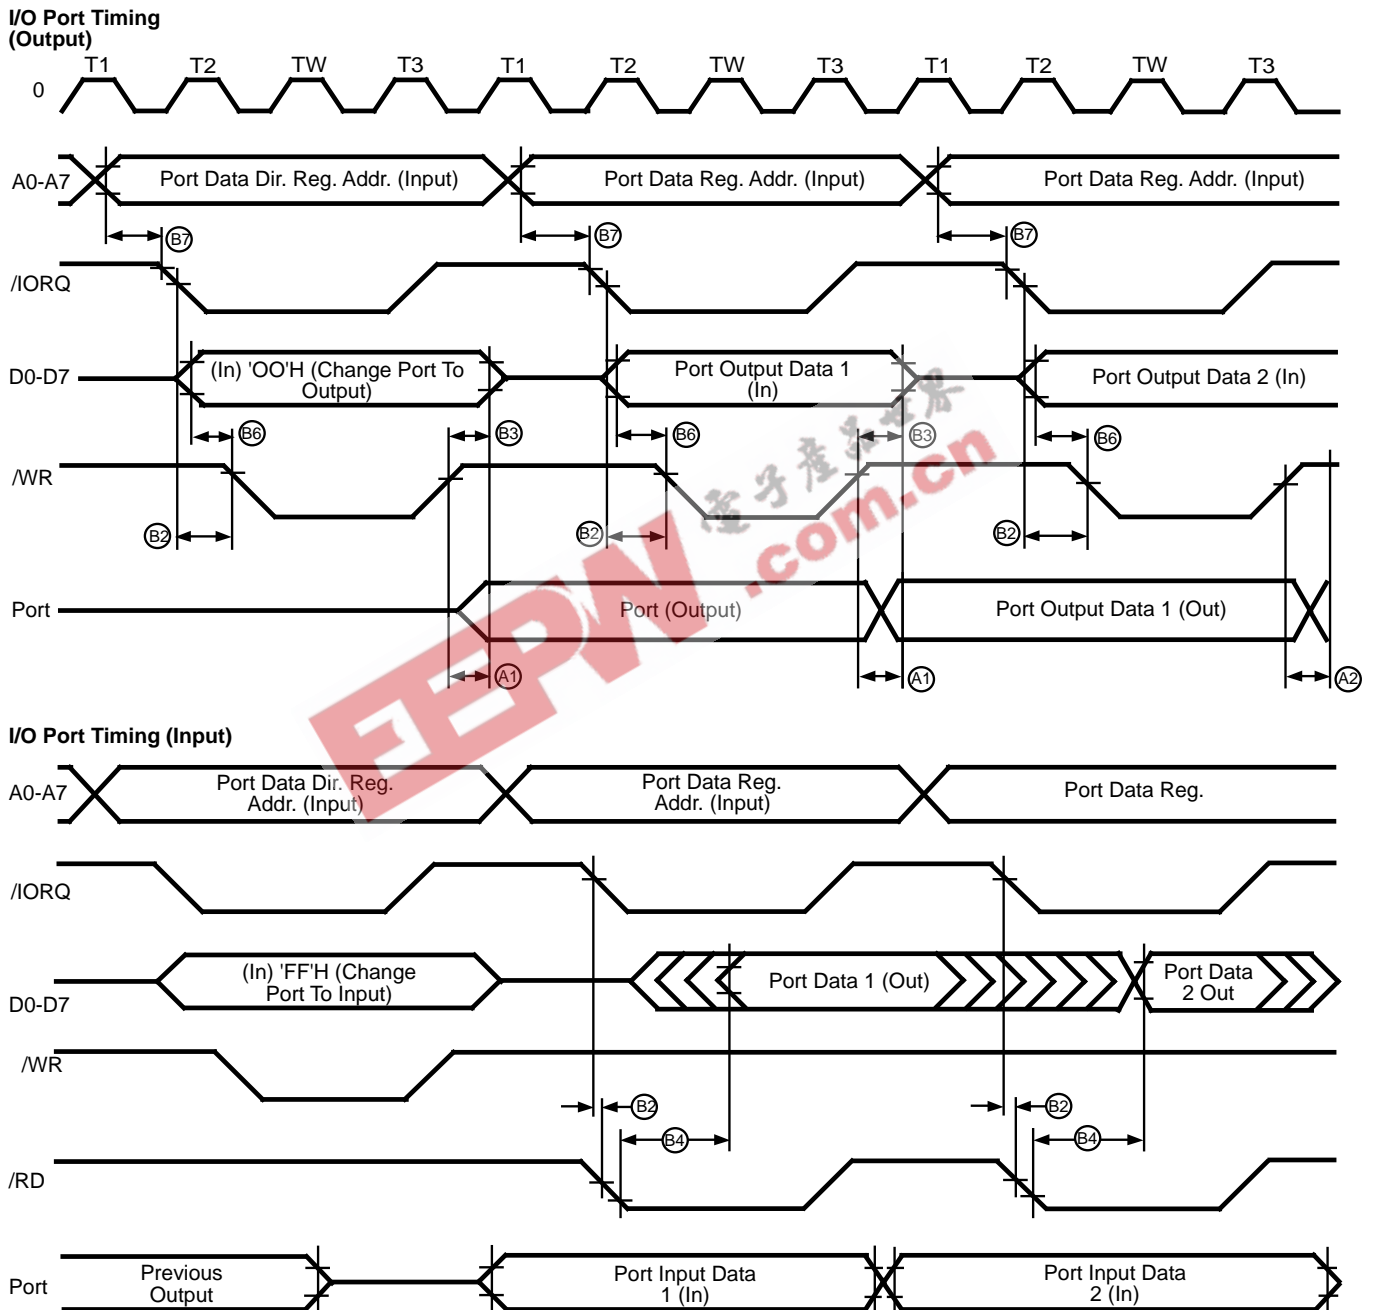 I/O Port Timing
(Output)
T1 T2 TW T3 T1 T2 TW T3 T1 T2 TW T3
0
A0-A7 Port Data Dir. Reg. Addr. (Input) Port Data Reg. Addr. (Input) Port Data Reg. Addr. (Input)
B7 B7 B7
/IORQ
D0-D7 (In) 'OO'H (Change Port To
Output) Port Output Data 1
(In) Port Output Data 2 (In)
B6 B3 B6 B3 B6
/WR
B2 B2 B2
Port Port (Output) Port Output Data 1 (Out)
A1 A1 A2
電子產品世界
EEPW.com.cn
I/O Port Timing (Input)
A0-A7 Port Data Dir. Reg.
Addr. (Input) Port Data Reg.
Addr. (Input) Port Data Reg.
/IORQ
D0-D7 (In) 'FF'H (Change
Port To Input) Port Data 1 (Out) Port Data
2 Out
/WR
B2 B2
B4 B4
/RD
Port Previous
Output Port Input Data
1 (In) Port Input Data
2 (In)